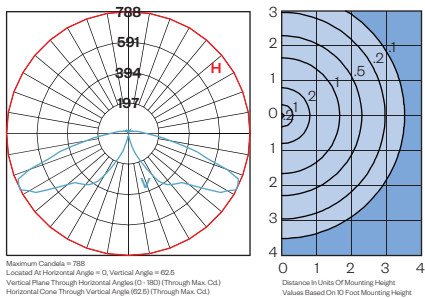 788
591
394
197
H
V
Maximum Candela = 788
Located At Horizontal Angle = 0, Vertical Angle = 62.5
Vertical Plane Through Horizontal Angles (0 - 180) (Through Max. Cd.)
Horizontal Cone Through Vertical Angle (62.5) (Through Max. Cd.)
3
2
1
0
1
2
3
4
0 1 2 3 4
.1
.2
.5
1
2
1
.2
Distance In Units Of Mounting Height
Values Based On 10 Foot Mounting Height